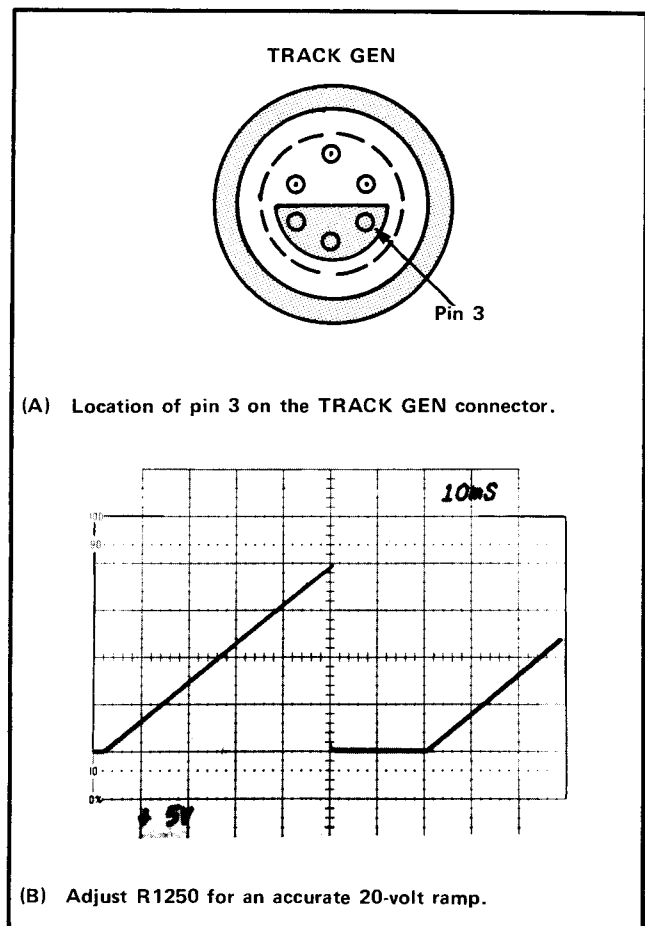 TRACK GEN
Pin 3
(A) Location of pin 3 on the TRACK GEN connector.
10mS
100
90
10
0%
5V
(B) Adjust R1250 for an accurate 20-volt ramp.